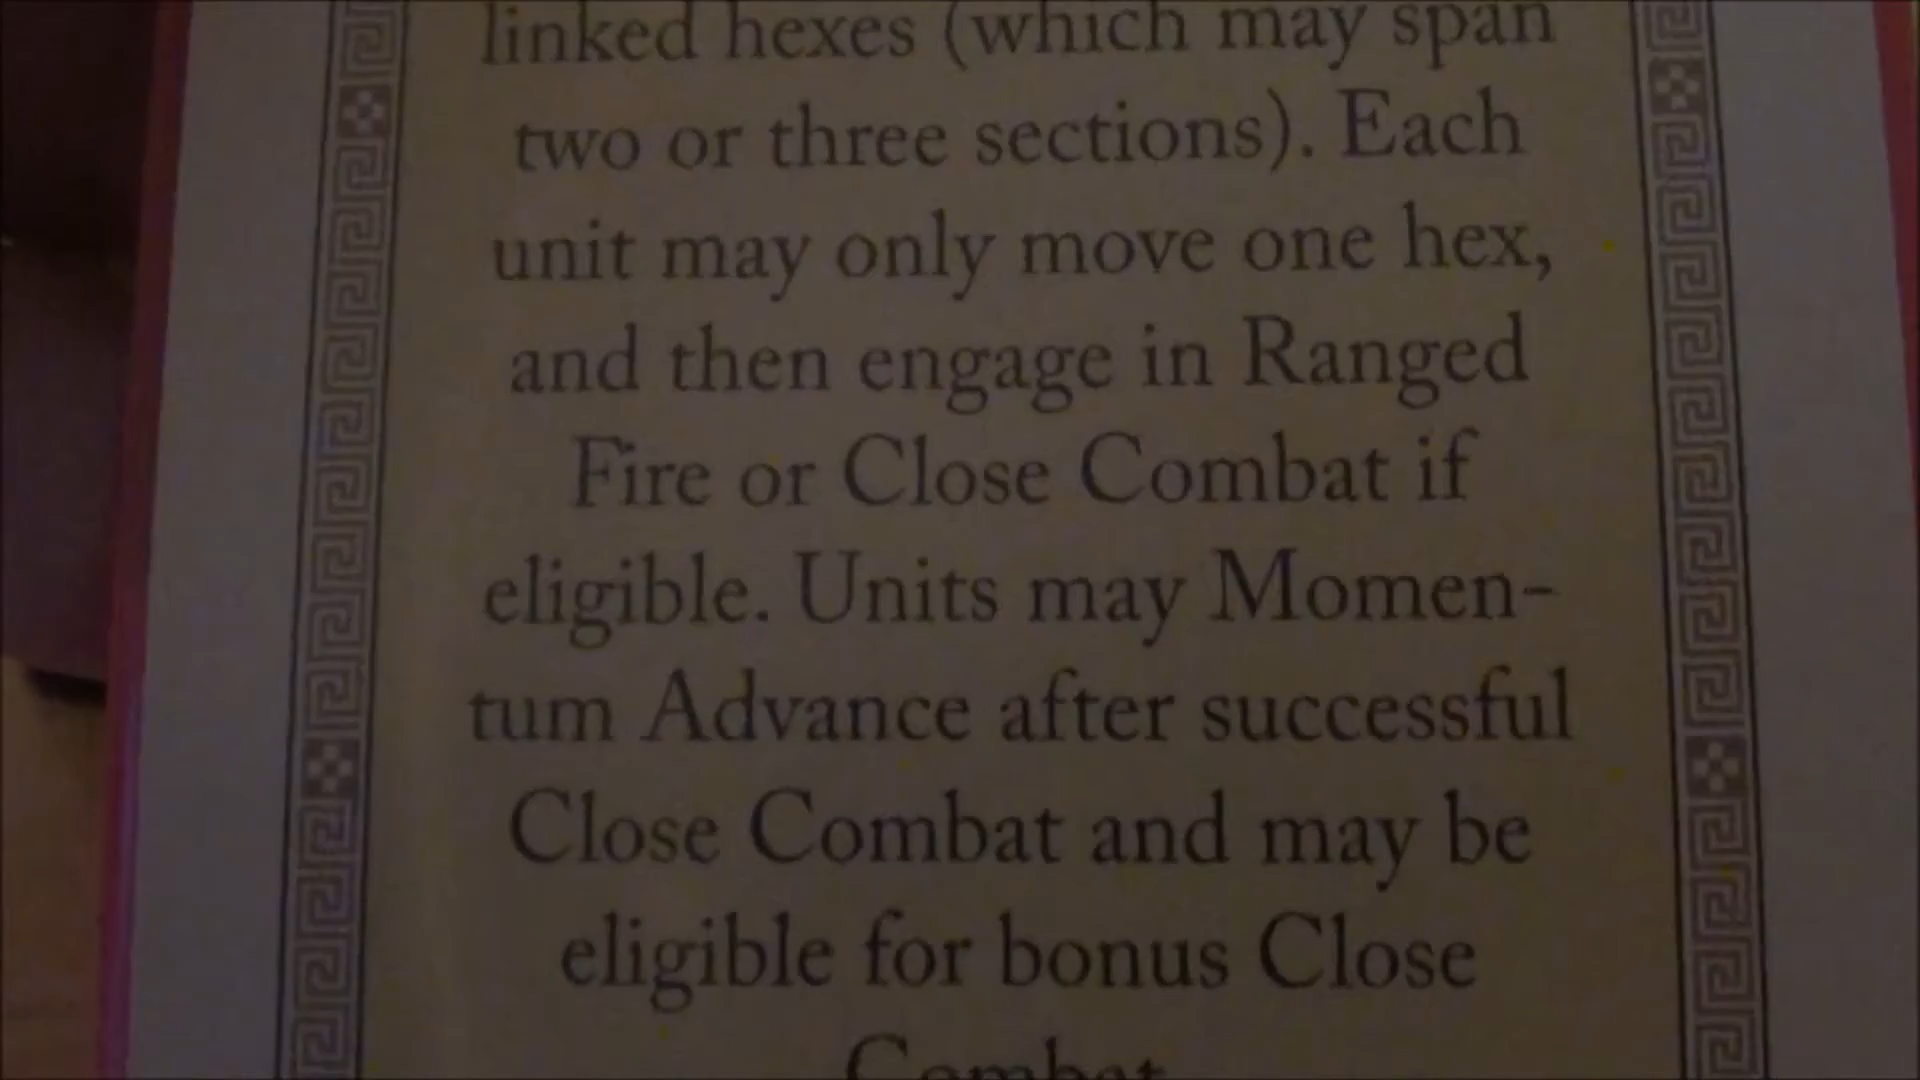 linked hexes (which may span
two or three sections). Each
unit may only move one hex,
and then engage in Ranged
Fire or Close Combat if
eligible. Units may Momen-
tum Advance after successful
Close Combat and may be
eligible for bonus Close
Combat